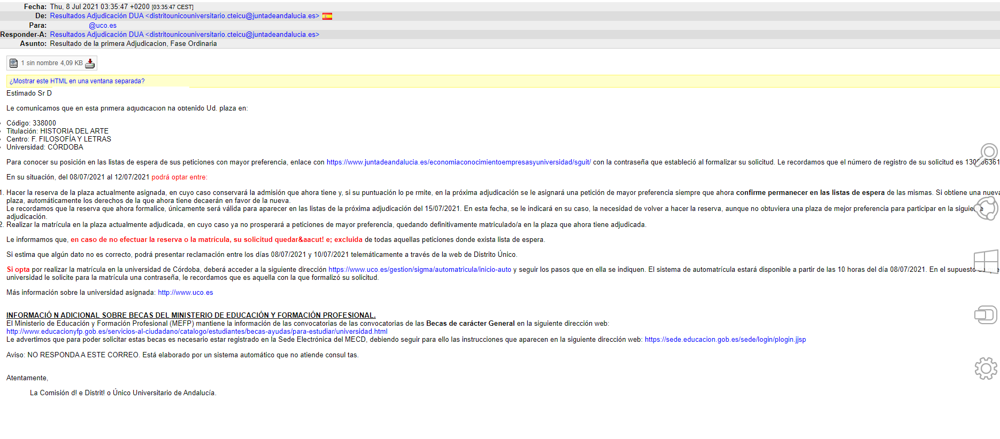 Fecha: Thu, 8 Jul 2021 03:35:47 +0200 [03:35:47 CEST]
De: Resultados Adjudicación DUA <distritounicouniversitario.cteicu@juntadeandalucia.es>
Para: @uco.es
Responder-A: Resultados Adjudicación DUA <distritounicouniversitario.cteicu@juntadeandalucia.es>
Asunto: Resultado de la primera Adjudicacion, Fase Ordinaria
1 sin nombre 4,09 KB
¿Mostrar este HTML en una ventana separada?
Estimado Sr D
Le comunicamos que en esta primera adjudicación ha obtenido Ud. plaza en:
Código: 338000
Titulación: HISTORIA DEL ARTE
Centro: F. FILOSOFÍA Y LETRAS
Universidad: CÓRDOBA
Para conocer su posición en las listas de espera de sus peticiones con mayor preferencia, enlace con https://www.juntadeandalucia.es/economiaconocimientoempresasyuniversidad/sguit/ con la contraseña que estableció al formalizar su solicitud. Le recordamos que el número de registro de su solicitud es
En su situación, del 08/07/2021 al 12/07/2021 podrá optar entre:
1. Hacer la reserva de la plaza actualmente asignada, en cuyo caso conservará la admisión que ahora tiene y, si su puntuación lo pe rmite, en la próxima adjudicación se le asignará una petición de mayor preferencia siempre que ahora confirme permanecer en las listas de espera de las mismas. Si obtiene una nueva
plaza, automáticamente los derechos de la que ahora tiene decaerán en favor de la nueva.
Le recordamos que la reserva que ahora formalice, únicamente será válida para aparecer en las listas de la próxima adjudicación del 15/07/2021. En esta fecha, se le indicará en su caso, la necesidad de volver a hacer la reserva, aunque no obtuviera una plaza de mejor preferencia para participar en la
adjudicación.
2. Realizar la matrícula en la plaza actualmente adjudicada, en cuyo caso ya no prosperará a peticiones de mayor preferencia, quedando definitivamente matriculado/a en la plaza que ahora tiene adjudicada.
Le informamos que, en caso de no efectuar la reserva o la matrícula, su solicitud quedar&aacut! e; excluida de todas aquellas peticiones donde exista lista de espera.
Si estima que algún dato no es correcto, podrá presentar reclamación entre los días 08/07/2021 y 10/07/2021 telemáticamente a través de la web de Distrito Único.
Si opta por realizar la matrícula en la universidad de Córdoba, deberá acceder a la siguiente dirección https://www.uco.es/gestion/sigma/automatricula/inicio-auto y seguir los pasos que en ella se indiquen. El sistema de automatrícula estará disponible a partir de las 10 horas del día 08/07/2021. En el supuesto
universidad le solicite para la matrícula una contraseña, le recordamos que es aquella con la que formalizó su solicitud.
Más información sobre la universidad asignada: http://www.uco.es
INFORMACIÓ N ADICIONAL SOBRE BECAS DEL MINISTERIO DE EDUCACIÓN Y FORMACIÓN PROFESIONAL.
El Ministerio de Educación y Formación Profesional (MEFP) mantiene la información de las convocatorias de las convocatorias de las Becas de carácter General en la siguiente dirección web:
http://www.educacionyfp.gob.es/servicios-al-ciudadano/catalogo/estudiantes/becas-ayudas/para-estudiar/universidad.html
Le advertimos que para poder solicitar estas becas es necesario estar registrado en la Sede Electrónica del MECD, debiendo seguir para ello las instrucciones que aparecen en la siguiente dirección web: https://sede.educacion.gob.es/sede/login/plogin.jjsp
Aviso: NO RESPONDA A ESTE CORREO. Está elaborado por un sistema automático que no atiende consul tas.
Atentamente,
La Comisión d! e Distrit! o Único Universitario de Andalucía.